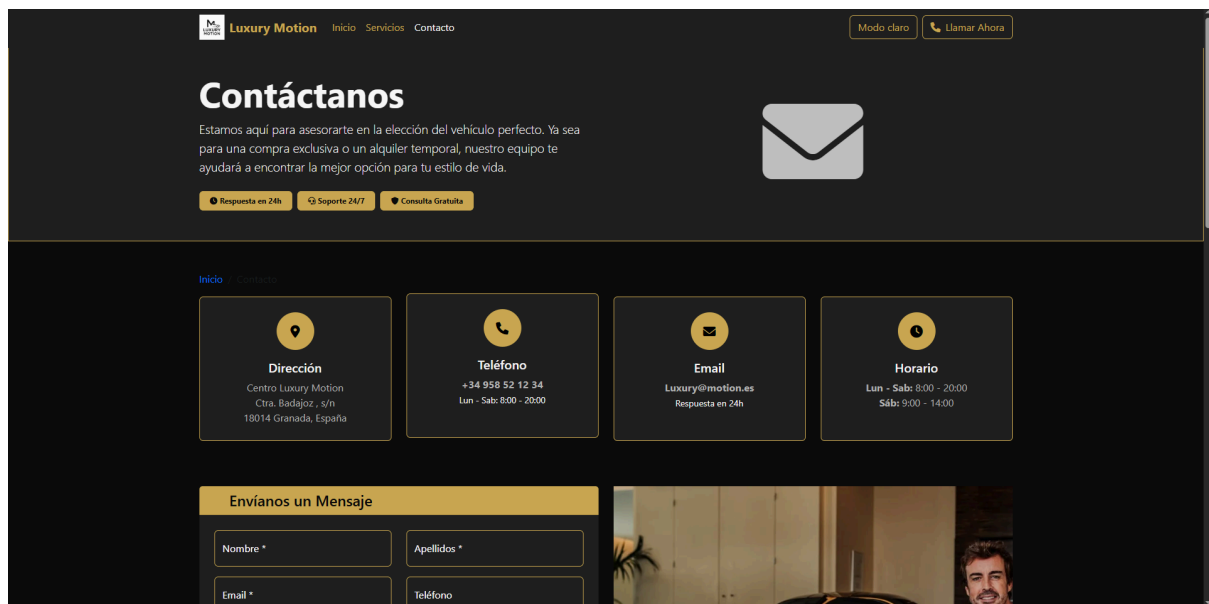 M
LUXURY
MOTION
Luxury Motion Inicio Servicios Contacto Modo claro Llamar Ahora
Contáctanos
Estamos aquí para asesorarte en la elección del vehículo perfecto. Ya sea
para una compra exclusiva o un alquiler temporal, nuestro equipo te
ayudará a encontrar la mejor opción para tu estilo de vida.
Respuesta en 24h Soporte 24/7 Consulta Gratuita
Inicio / Contacto
Dirección
Centro Luxury Motion
Ctra. Badajoz , s/n
18014 Granada, España
Teléfono
+34 958 52 12 34
Lun - Sab: 8:00 - 20:00
Email
Luxury@motion.es
Respuesta en 24h
Horario
Lun - Sab: 8:00 - 20:00
Sáb: 9:00 - 14:00
Envíanos un Mensaje
Nombre * Apellidos *
Email * Teléfono